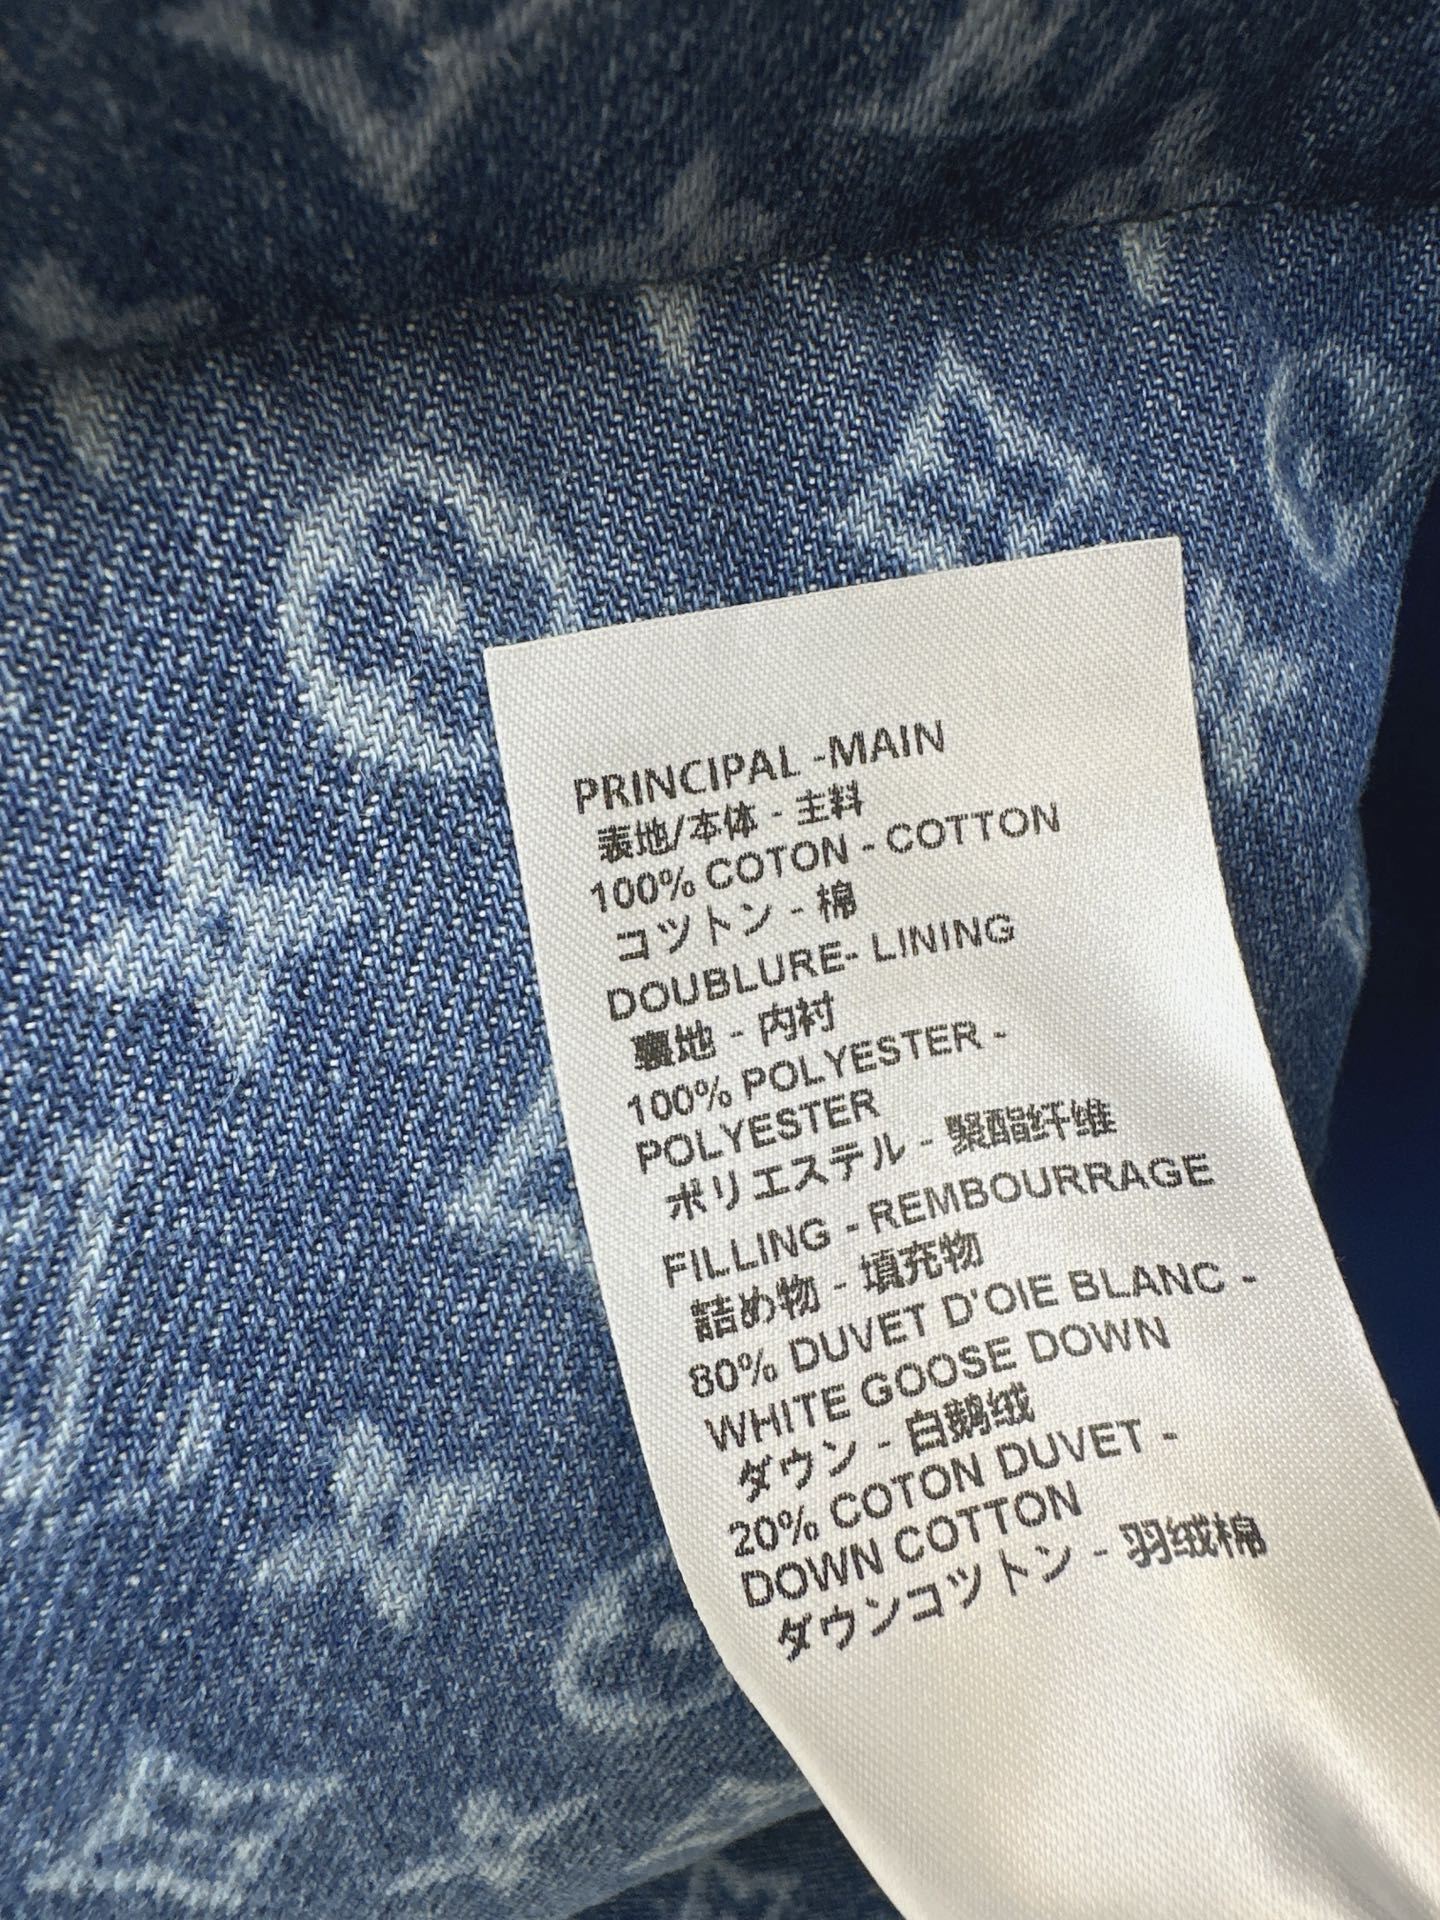 PRINCIPAL -MAIN
表地/本体 - 主料
100% COTON - COTTON
コツトン - 棉
DOUBLURE- LINING
裏地 - 内衬
100% POLYESTER -
POLYESTER
ポリエステル - 聚酯纤维
FILLING - REMBOURRAGE
詰め物 - 填充物
80% DUVET D'OIE BLANC -
WHITE GOOSE DOWN
ダウン - 白鹅绒
20% COTON DUVET -
DOWN COTTON
ダウンコツトン - 羽绒棉